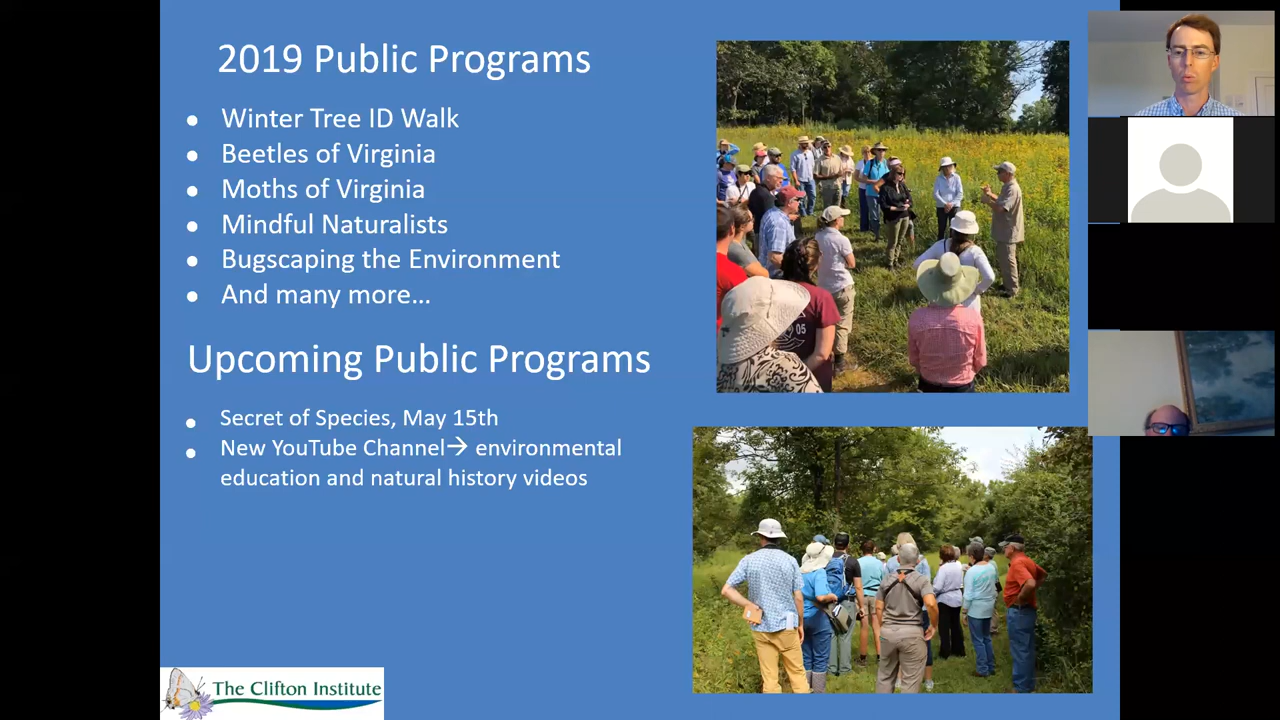 2019 Public Programs
Winter Tree ID Walk
Beetles of Virginia
Moths of Virginia
Mindful Naturalists
Bugscaping the Environment
And many more…
Upcoming Public Programs
Secret of Species, May 15th
New YouTube Channel→ environmental
education and natural history videos
05
The Clifton Institute